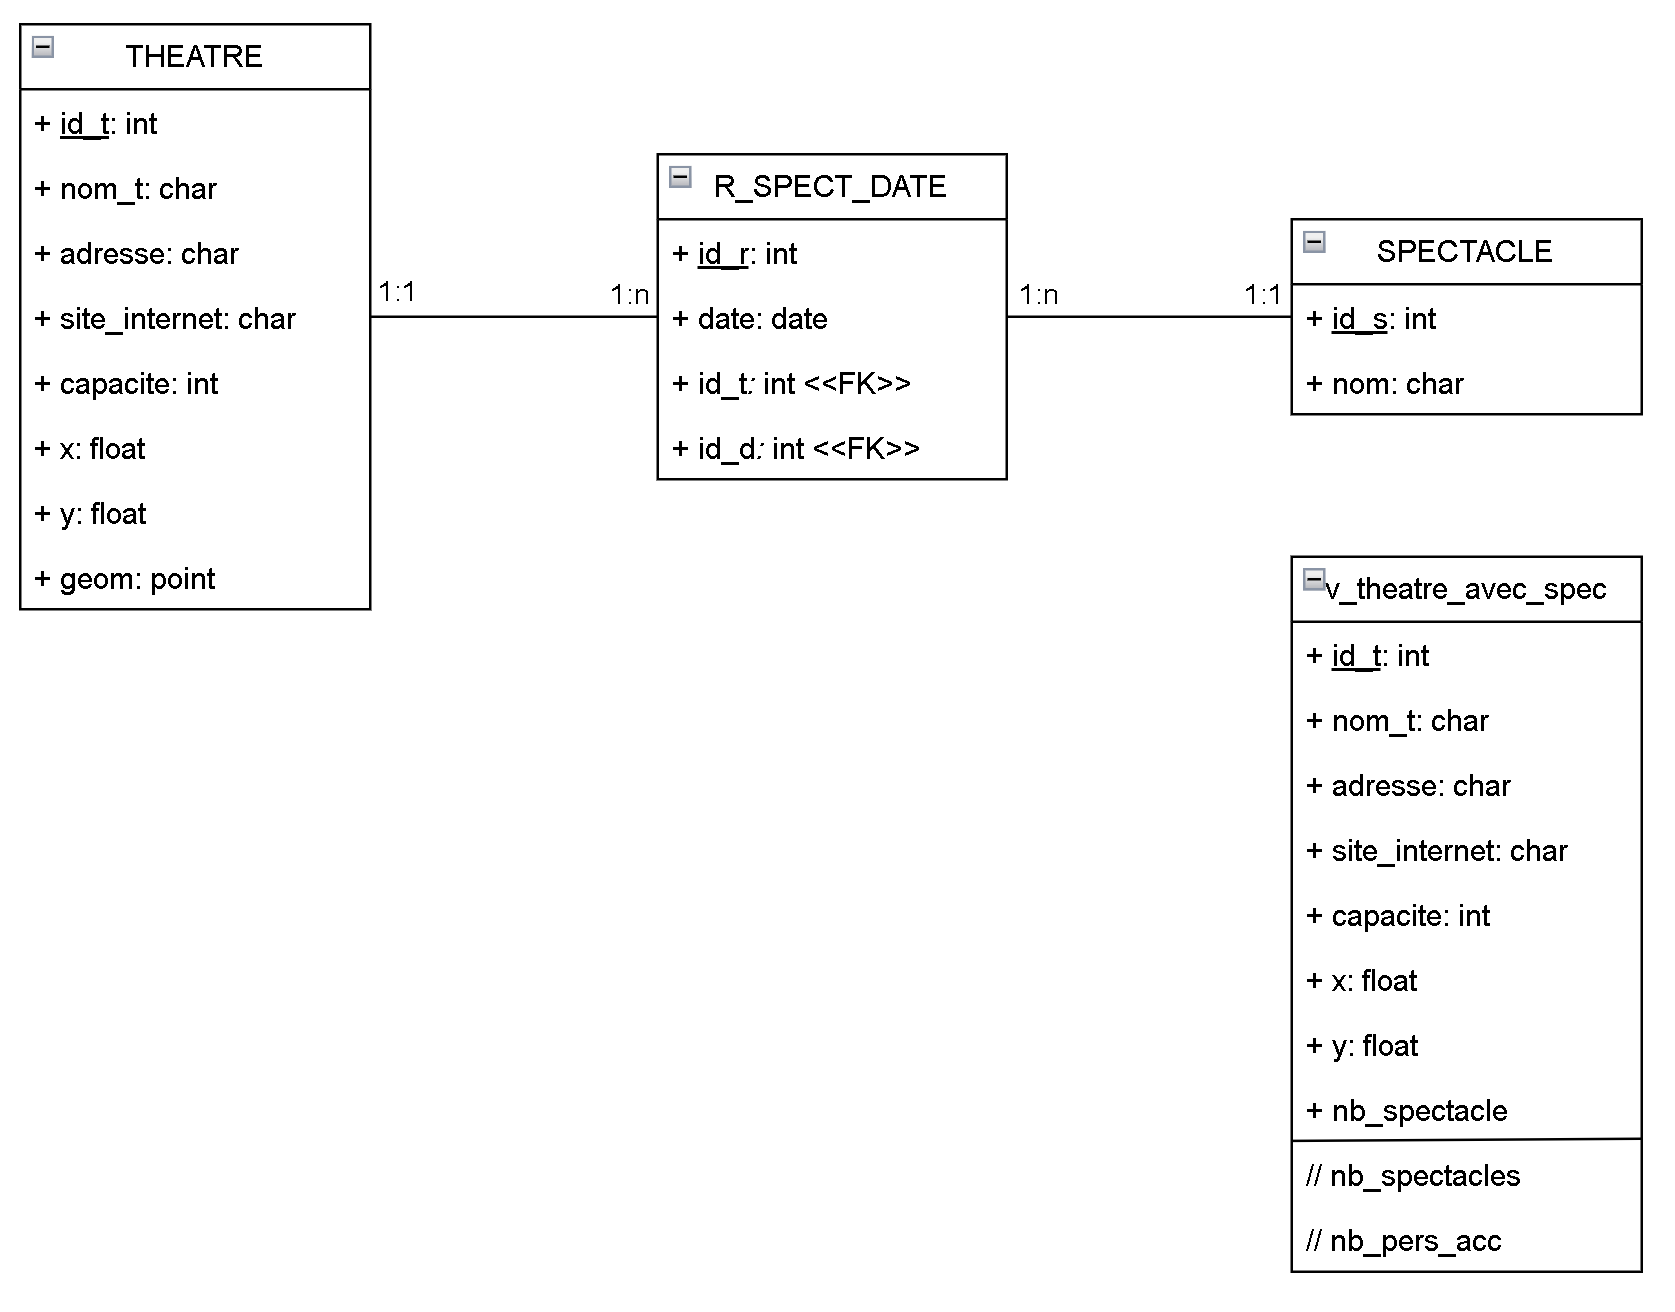 THEATRE
+ id_t: int
+ nom_t: char
+ adresse: char
+ site_internet: char
+ capacite: int
+ x: float
+ y: float
+ geom: point
1:1
1:n
R_SPECT_DATE
+ id_r: int
+ date: date
+ id_t: int <<FK>>
+ id_d: int <<FK>>
1:n
1:1
SPECTACLE
+ id_s: int
+ nom: char
v_theatre_avec_spec
+ id_t: int
+ nom_t: char
+ adresse: char
+ site_internet: char
+ capacite: int
+ x: float
+ y: float
+ nb_spectacle
// nb_spectacles
// nb_pers_acc